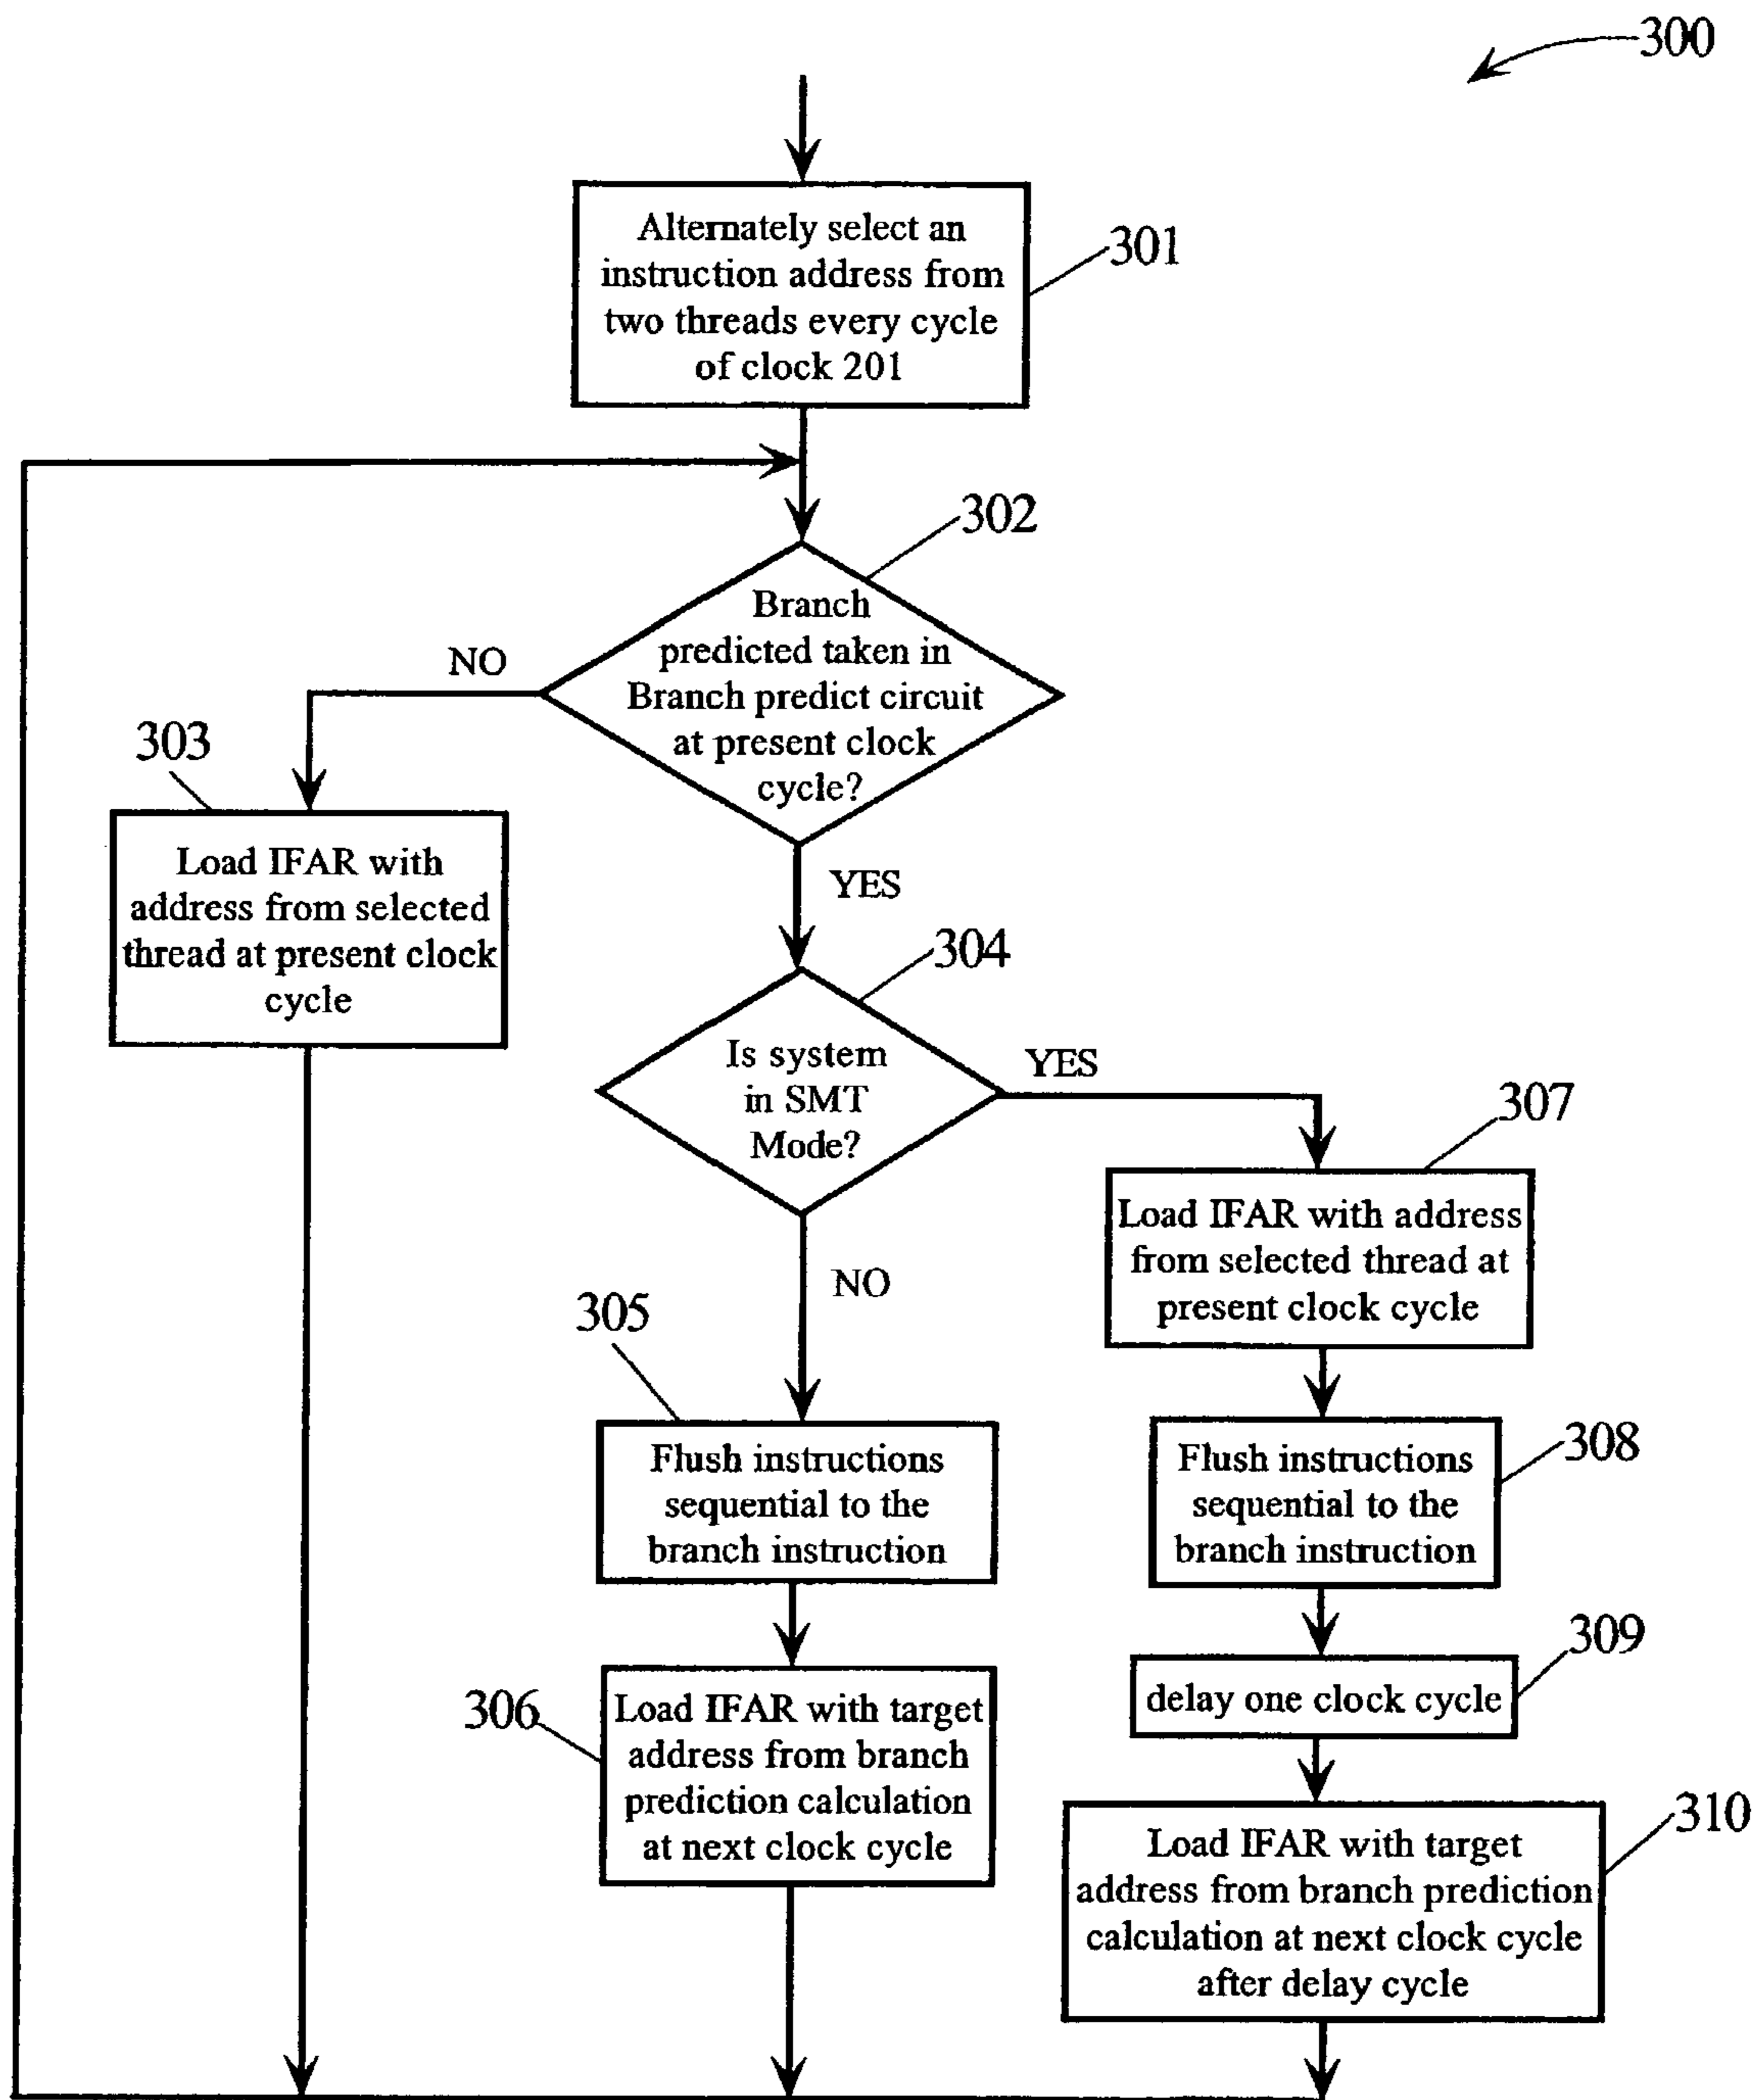 300
Alternately select an
instruction address from
two threads every cycle
of clock 201
301
302
Branch
predicted taken in
Branch predict circuit
at present clock
cycle?
NO
303
Load IFAR with
address from selected
thread at present clock
cycle
YES
304
Is system
in SMT
Mode?
YES
307
Load IFAR with address
from selected thread at
present clock cycle
NO
305
Flush instructions
sequential to the
branch instruction
308
Flush instructions
sequential to the
branch instruction
309
delay one clock cycle
306
Load IFAR with target
address from branch
prediction calculation
at next clock cycle
310
Load IFAR with target
address from branch prediction
calculation at next clock cycle
after delay cycle